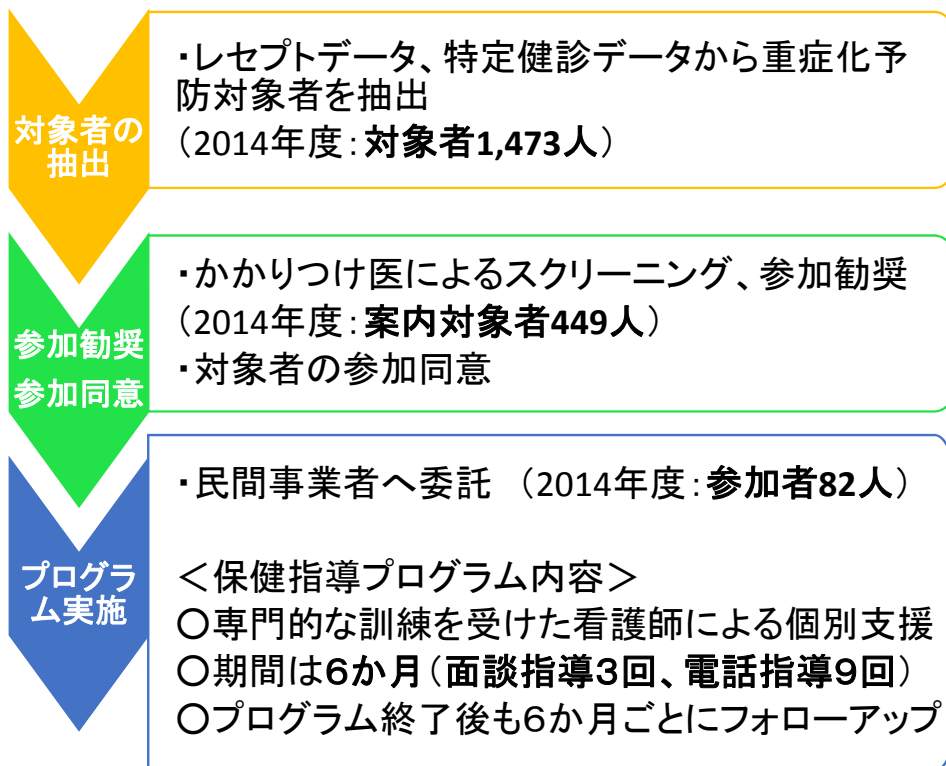 対象者の
抽出
・レセプトデータ、特定健診データから重症化予
防対象者を抽出
（2014年度：対象者1,473人）
参加勧奨
参加同意
・かかりつけ医によるスクリーニング、参加勧奨
（2014年度：案内対象者449人）
・対象者の参加同意
プログラ
ム実施
・民間事業者へ委託　（2014年度：参加者82人）
＜保健指導プログラム内容＞
○専門的な訓練を受けた看護師による個別支援
○期間は６か月（面談指導３回、電話指導９回）
○プログラム終了後も６か月ごとにフォローアップ